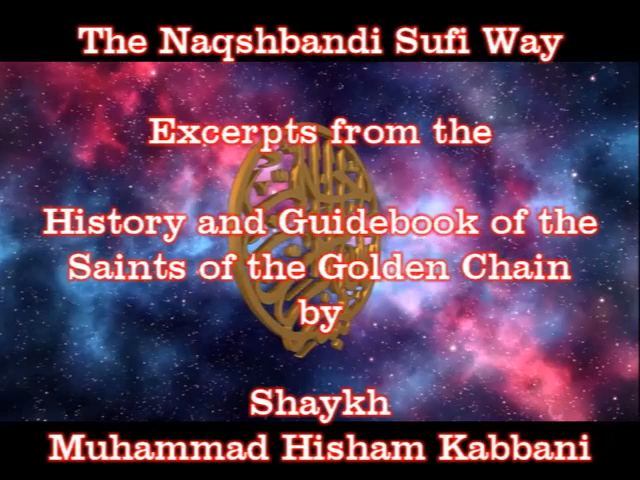 The Naqshbandi Sufi Way
Excerpts from the
History and Guidebook of the
Saints of the Golden Chain
by
Shaykh
Muhammad Hisham Kabbani